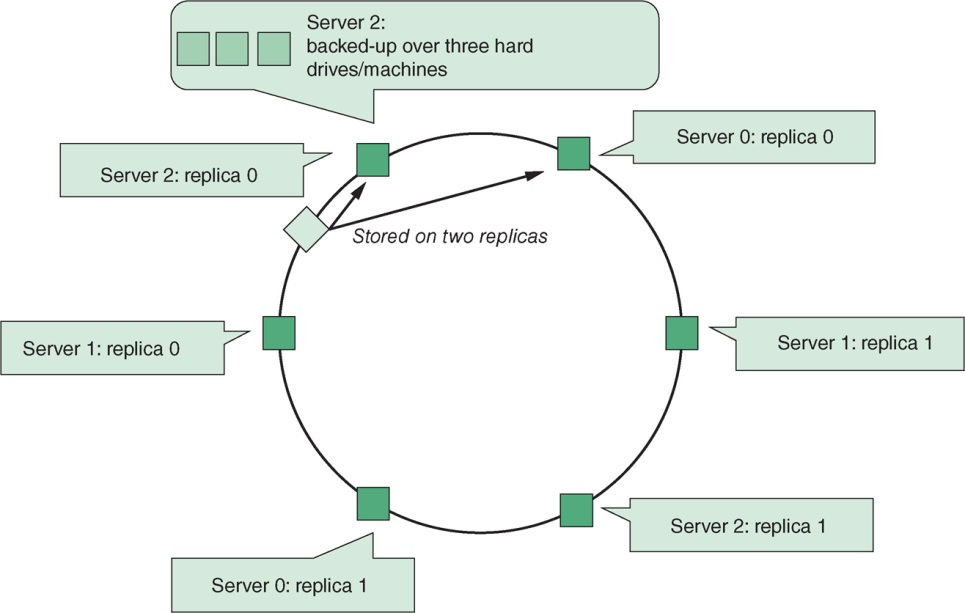 Server 2:
backed-up over three hard
drives/machines
Server 0: replica 0
Server 2: replica 0
Stored on two replicas
Server 1: replica 0
Server 1: replica 1
Server 2: replica 1
Server 0: replica 1